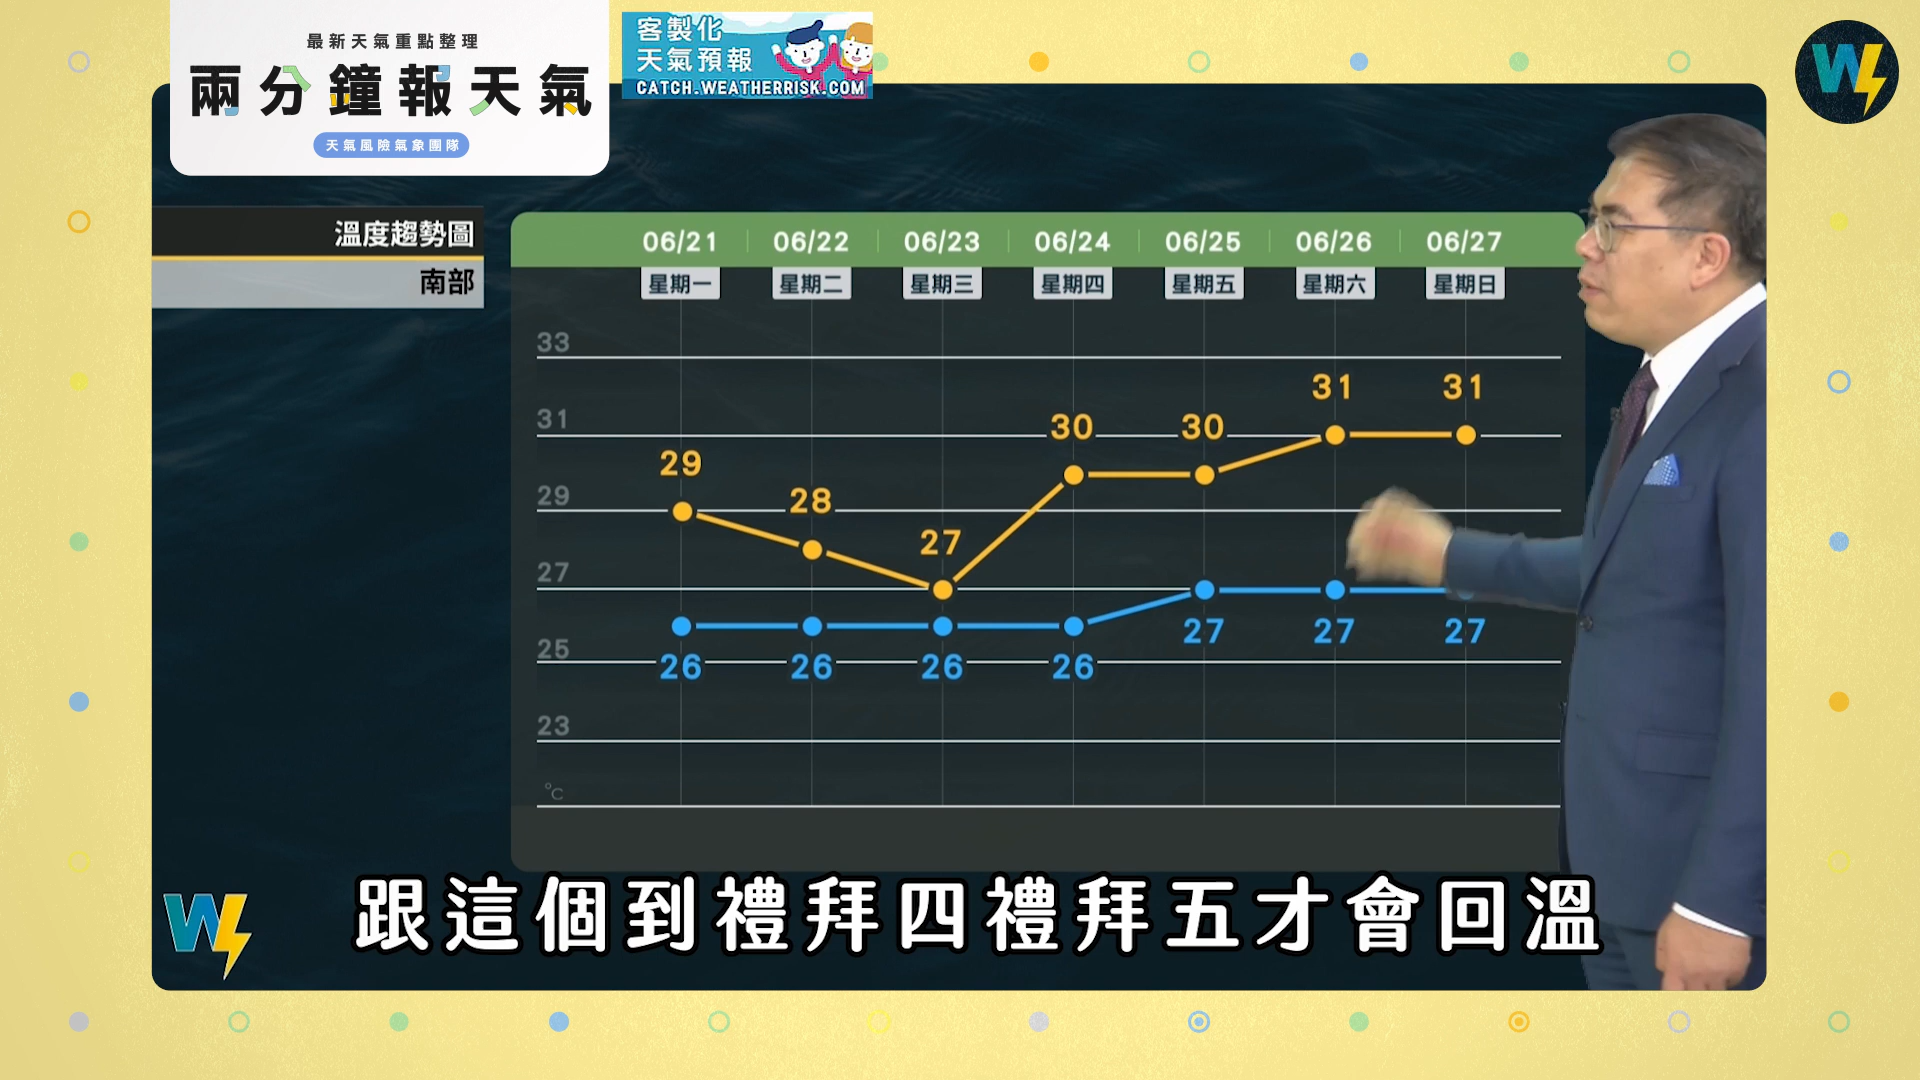 最新天氣重點整理
兩分鐘報天氣
天氣風險氣象團隊
客製化
天氣預報
CATCH.WEATHERRISK.COM
W
溫度趨勢圖
南部
06/21 06/22 06/23 06/24 06/25 06/26 06/27
星期一 星期二 星期三 星期四 星期五 星期六 星期日
33
31
29
27
25
23
°C
29 28 27 30 30 31 31
26 26 26 26 27 27 27
W
跟這個到禮拜四禮拜五才會回溫